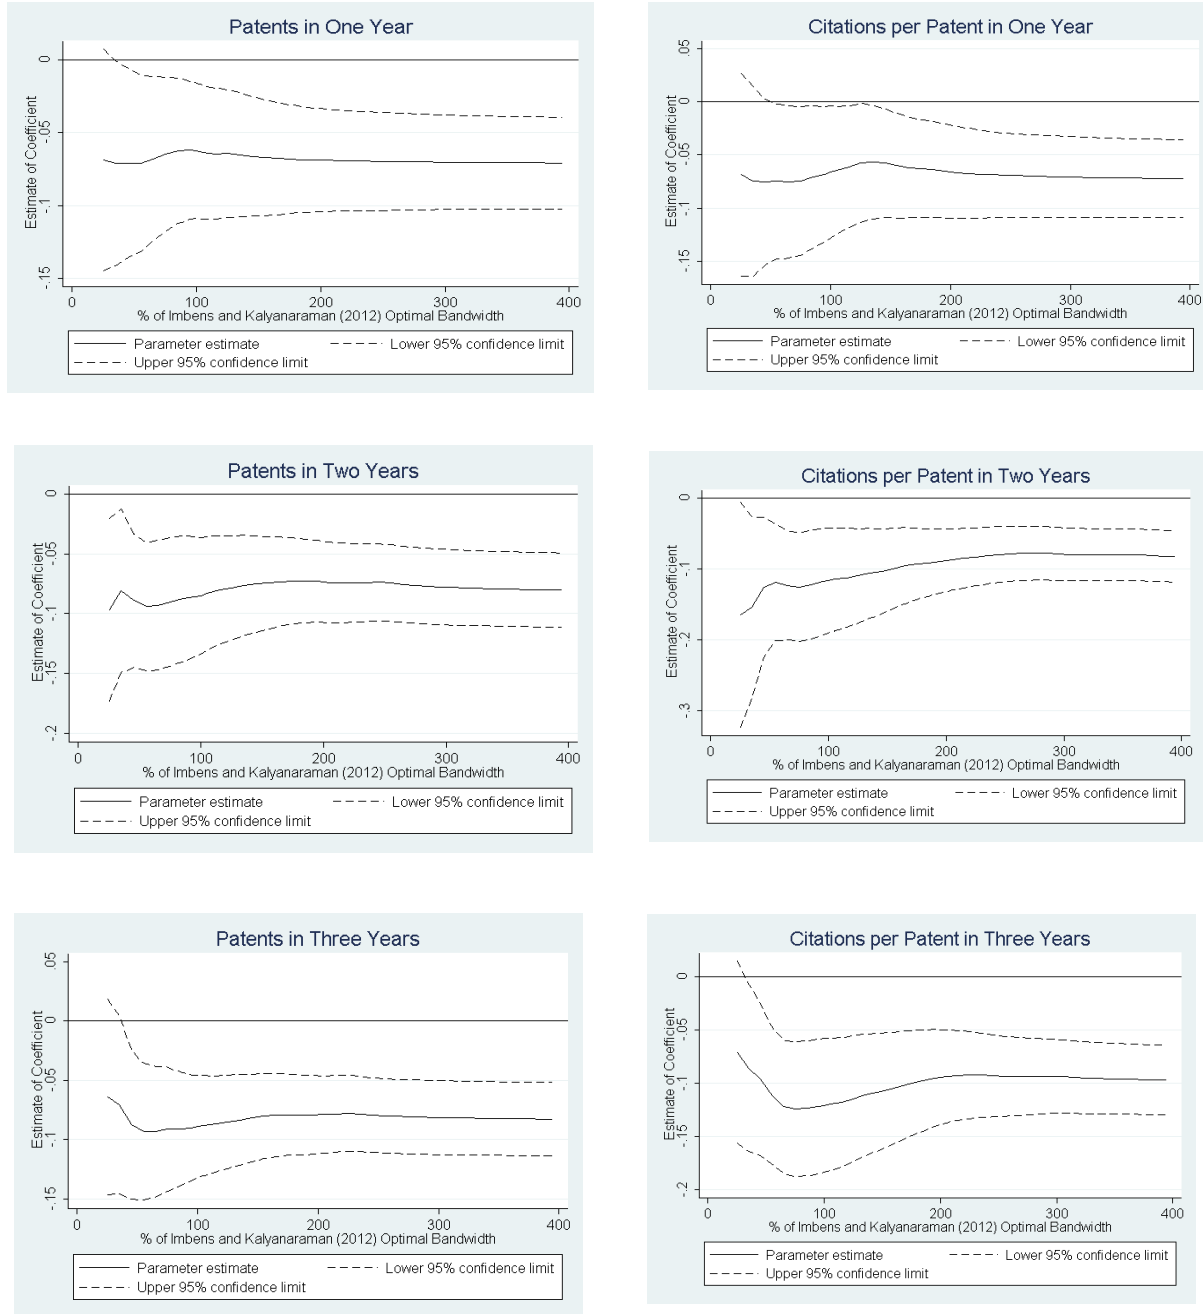 Patents in One Year
Estimate of Coefficient
0
-.05
-.1
-.15
0 100 200 300 400
% of Imbens and Kalyanaraman (2012) Optimal Bandwidth
Parameter estimate Lower 95% confidence limit
Upper 95% confidence limit
Citations per Patent in One Year
Estimate of Coefficient
.05
0
-.05
-.1
-.15
0 100 200 300 400
% of Imbens and Kalyanaraman (2012) Optimal Bandwidth
Parameter estimate Lower 95% confidence limit
Upper 95% confidence limit
Patents in Two Years
Estimate of Coefficient
0
-.05
-.1
-.15
-.2
0 100 200 300 400
% of Imbens and Kalyanaraman (2012) Optimal Bandwidth
Parameter estimate Lower 95% confidence limit
Upper 95% confidence limit
Citations per Patent in Two Years
Estimate of Coefficient
0
-.1
-.2
-.3
0 100 200 300 400
% of Imbens and Kalyanaraman (2012) Optimal Bandwidth
Parameter estimate Lower 95% confidence limit
Upper 95% confidence limit
Patents in Three Years
Estimate of Coefficient
.05
0
-.05
-.1
-.15
0 100 200 300 400
% of Imbens and Kalyanaraman (2012) Optimal Bandwidth
Parameter estimate Lower 95% confidence limit
Upper 95% confidence limit
Citations per Patent in Three Years
Estimate of Coefficient
0
-.05
-.1
-.15
-.2
0 100 200 300 400
% of Imbens and Kalyanaraman (2012) Optimal Bandwidth
Parameter estimate Lower 95% confidence limit
Upper 95% confidence limit